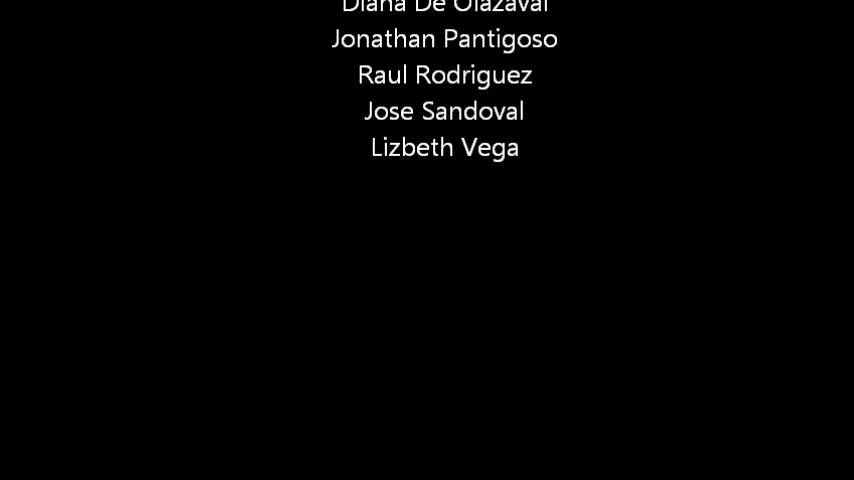 Diana De Olazaval
Jonathan Pantigoso
Raul Rodriguez
Jose Sandoval
Lizbeth Vega